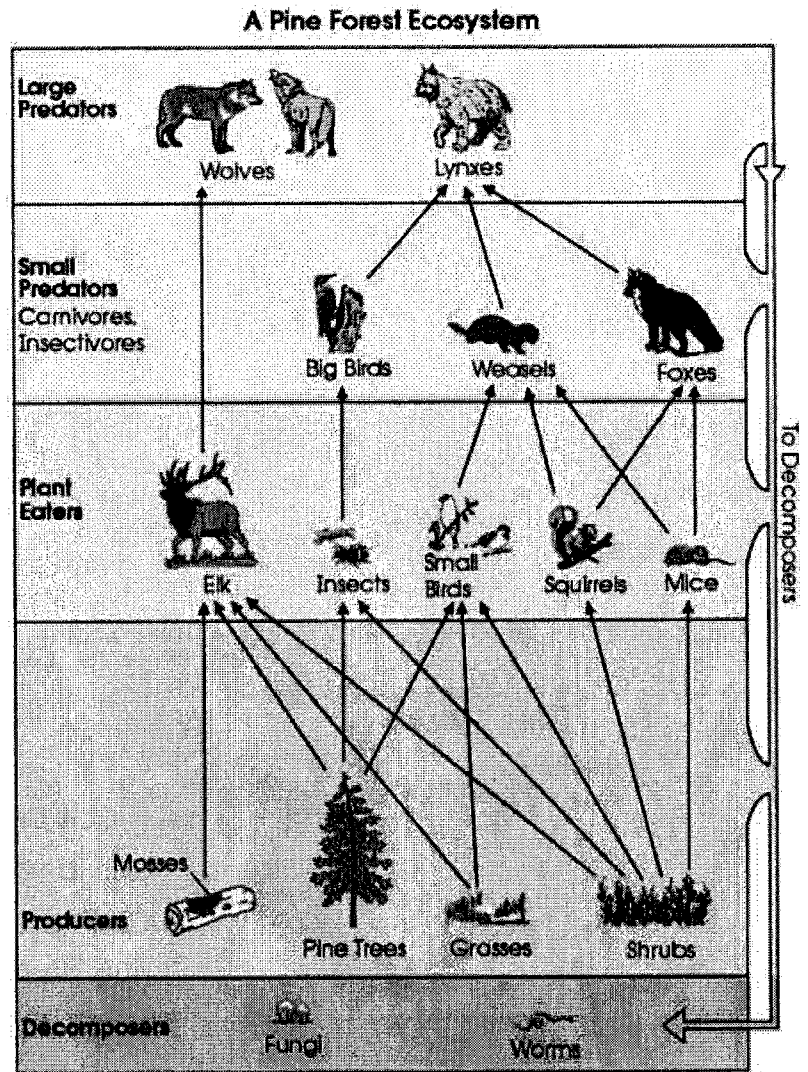 A Pine Forest Ecosystem
Large
Predators
Wolves
Lynxes
Small
Predators
Carnivores,
Insectivores
Big Birds
Weasels
Foxes
Plant
Eaters
Elk
Insects
Small
Birds
Squirrels
Mice
To Decomposers
Mosses
Producers
Pine Trees
Grasses
Shrubs
Decomposers
Fungi
Worms